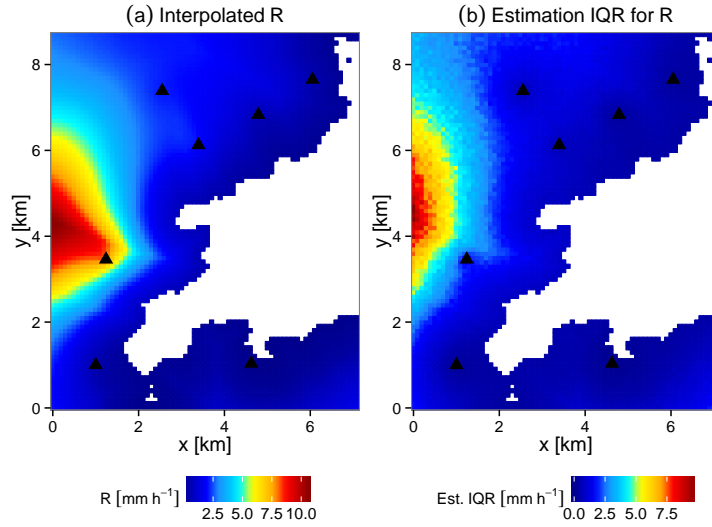 (a) Interpolated R
(b) Estimation IQR for R
8
6
4
2
0
y [km]
0 2 4 6
x [km]
8
6
4
2
0
y [km]
0 2 4 6
x [km]
R [mm h⁻¹]
2.5 5.0 7.5 10.0
Est. IQR [mm h⁻¹]
0.0 2.5 5.0 7.5